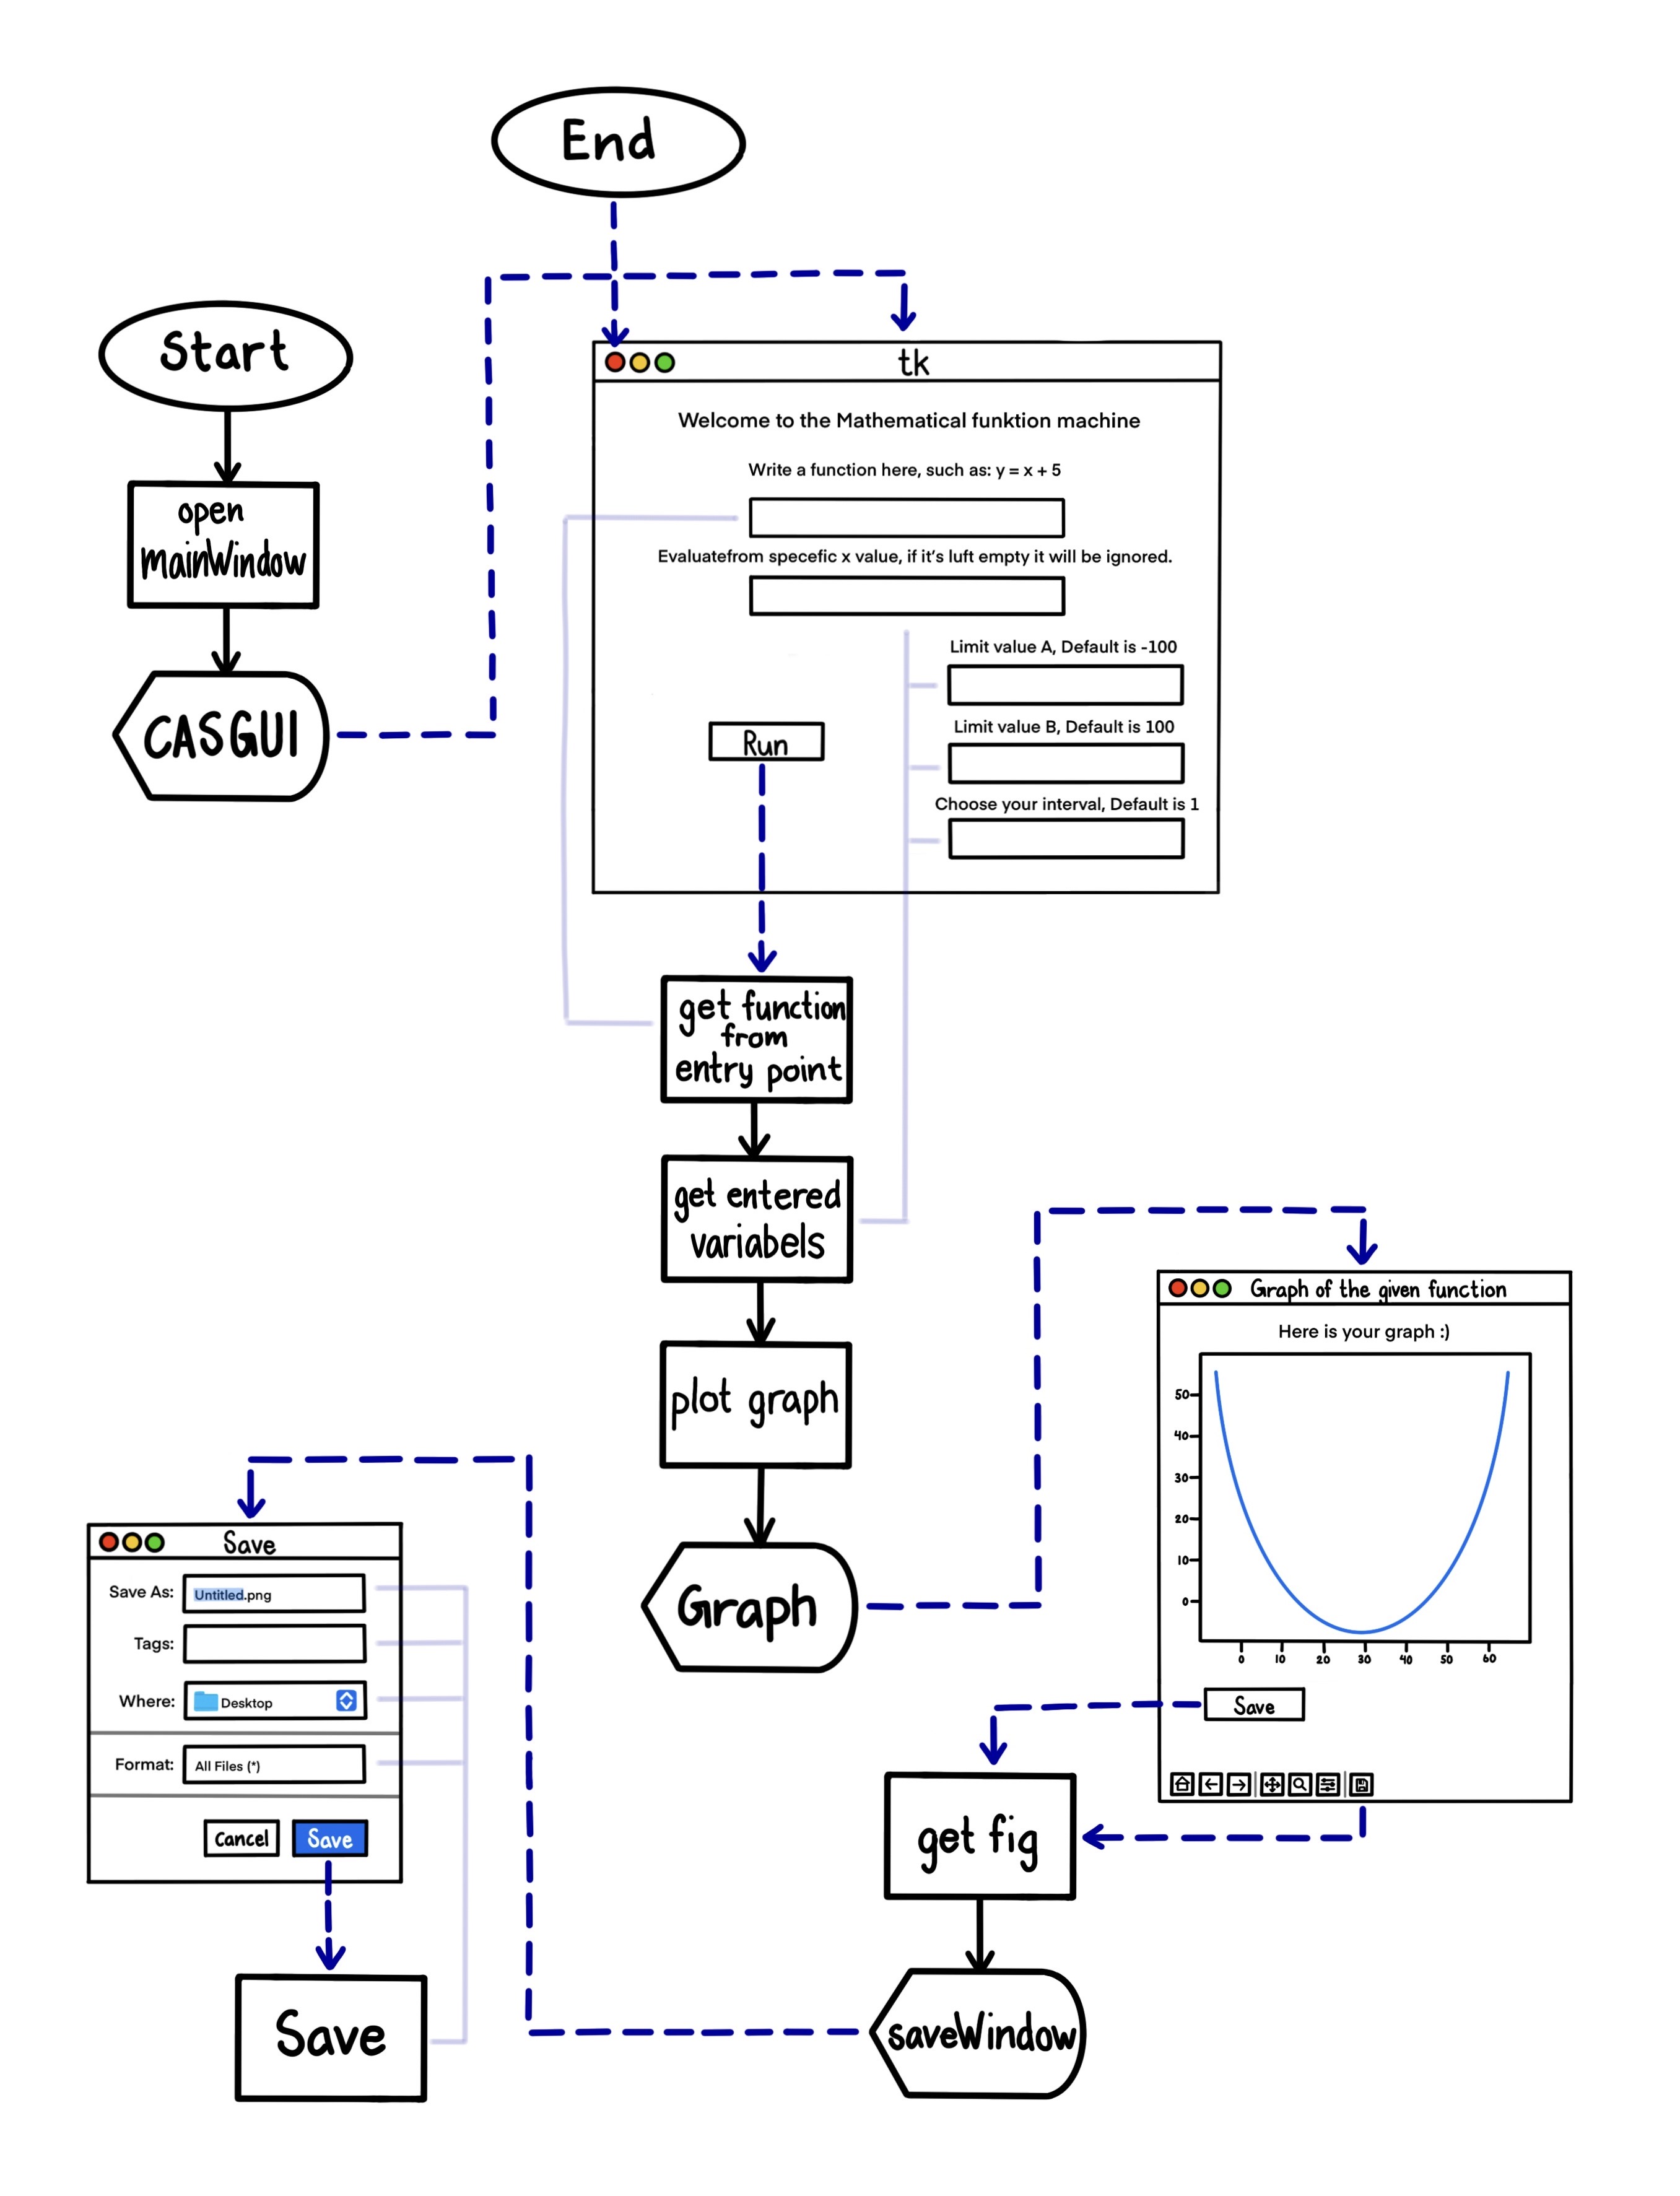 End
Start
open
mainWindow
CASGUI
tk
Welcome to the Mathematical funktion machine
Write a function here, such as: y = x + 5
Evaluatefrom specefic x value, if it's luft empty it will be ignored.
Limit value A, Default is -100
Limit value B, Default is 100
Run
Choose your interval, Default is 1
get function
from
entry point
get entered
variabels
plot graph
Graph
Graph of the given function
Here is your graph :)
50
40
30
20
10
0
0 10 20 30 40 50 60
Save
get fig
saveWindow
Save
Save As: Untitled.png
Tags:
Where: Desktop
Format: All Files (*)
Cancel Save
Save